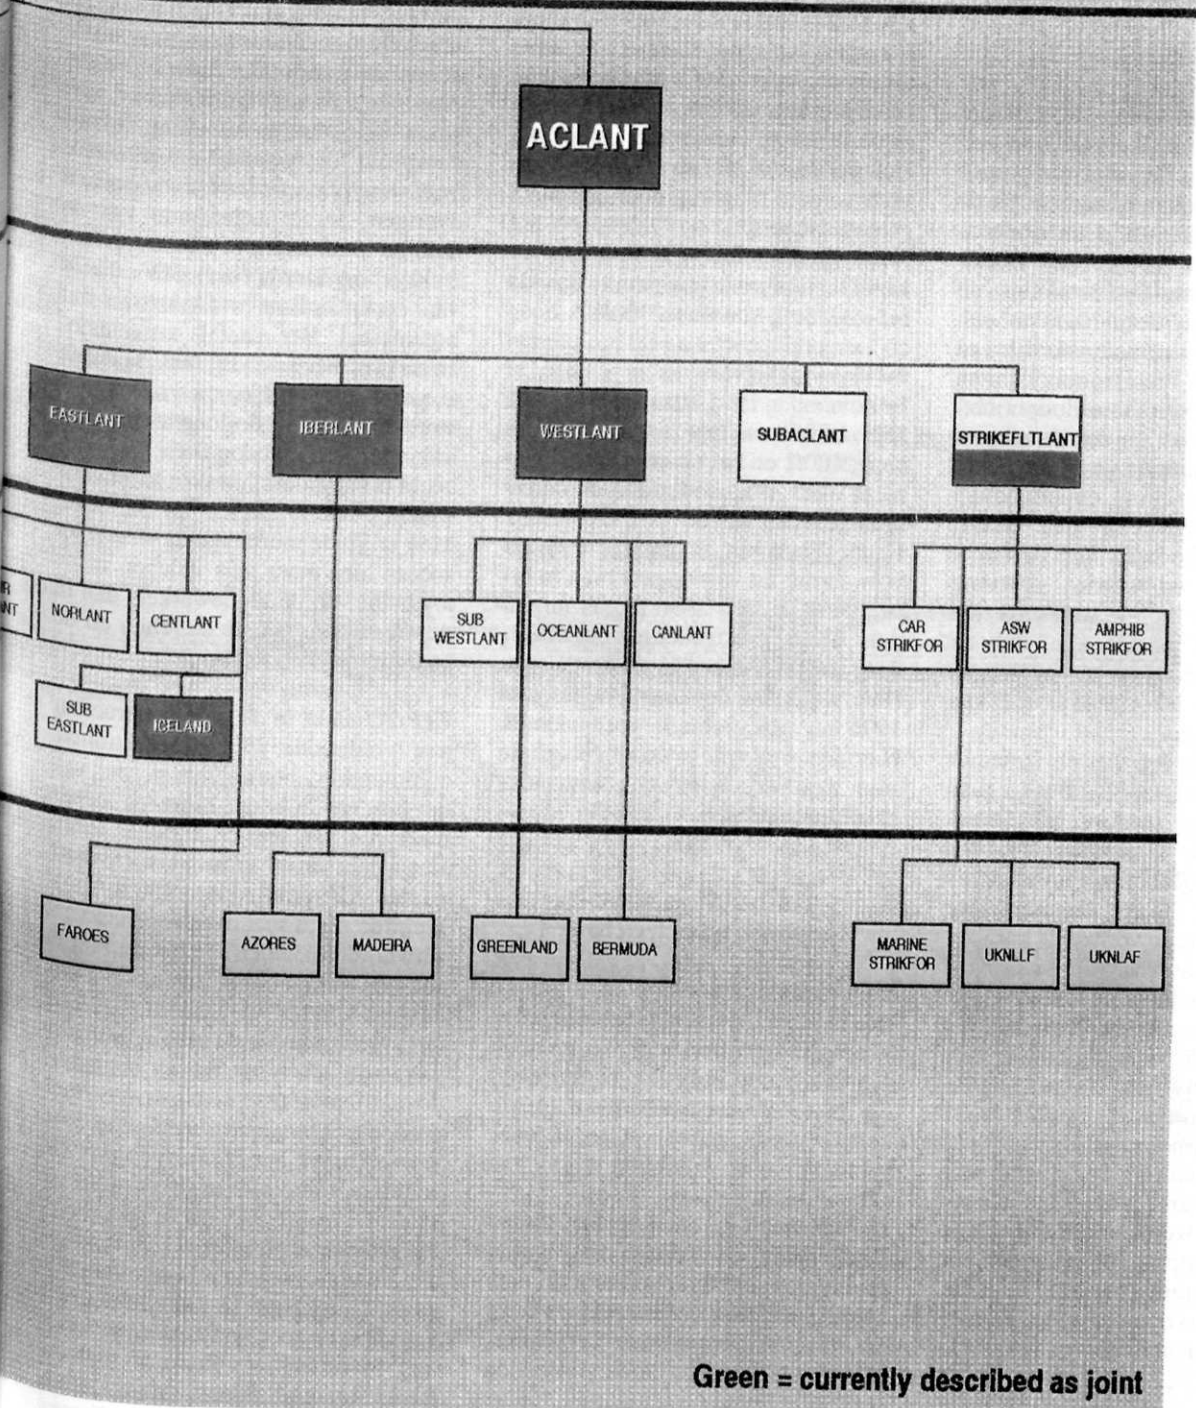 ACLANT
EASTLANT
IBERLANT
WESTLANT
SUBACLANT
STRIKEFLTLANT
NORLANT
CENTLANT
SUB
WESTLANT
OCEANLANT
CANLANT
CAR
STRIKFOR
ASW
STRIKFOR
AMPHIB
STRIKFOR
SUB
EASTLANT
ICELAND
FAROES
AZORES
MADEIRA
GREENLAND
BERMUDA
MARINE
STRIKFOR
UKNLLF
UKNLAF
Green = currently described as joint